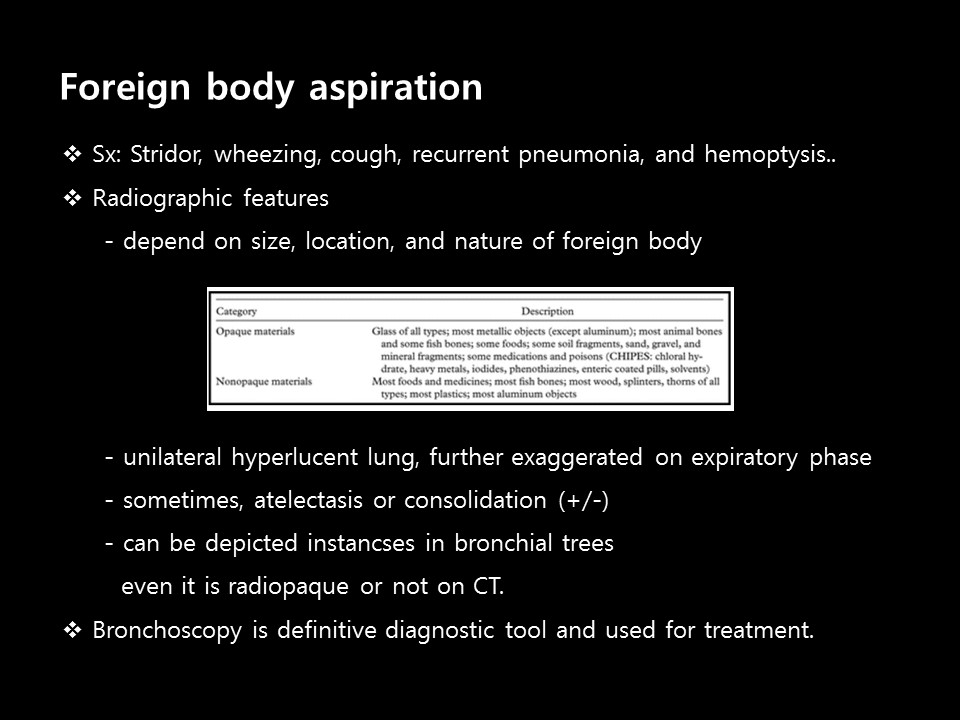 Foreign body aspiration
❖ Sx: Stridor, wheezing, cough, recurrent pneumonia, and hemoptysis..
❖ Radiographic features
- depend on size, location, and nature of foreign body
Category Description
Opaque materials Glass of all types; most metallic objects (except aluminum); most animal bones
and some fish bones; some foods; some soil fragments, sand, gravel, and
mineral fragments; some medications and poisons (CHIPES: chloral hy-
drate, heavy metals, iodides, phenothiazines, enteric coated pills, solvents)
Nonopaque materials Most foods and medicines; most fish bones; most wood, splinters, thorns of all
types; most plastics; most aluminum objects
- unilateral hyperlucent lung, further exaggerated on expiratory phase
- sometimes, atelectasis or consolidation (+/-)
- can be depicted instancses in bronchial trees
even it is radiopaque or not on CT.
❖ Bronchoscopy is definitive diagnostic tool and used for treatment.